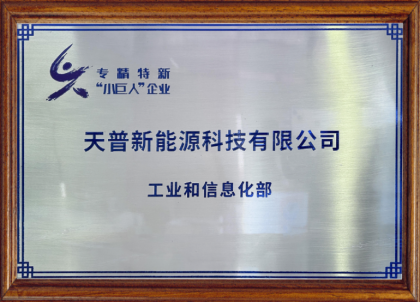 专精特新
“小巨人”企业
天普新能源科技有限公司
工业和信息化部